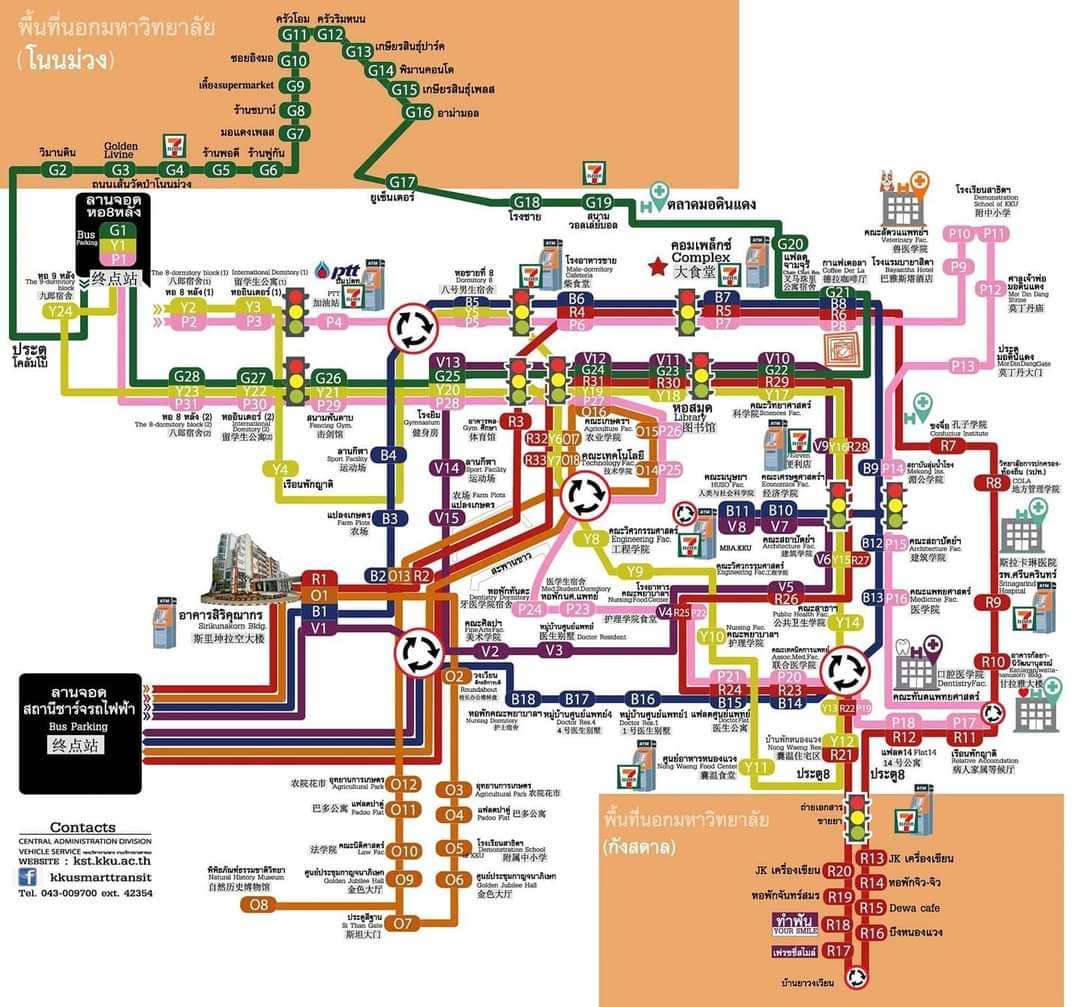 พื้นที่นอกมหาวิทยาลัย
(โนนม่วง)
ครัวโอม
ครัวริมหนน
G11
G12
G13
เกษียรสินธุ์ปาร์ค
ซอยอิงมอ
G10
G14
พิมานคอนโด
เคี้ยงsupermarket
G9
G15
เกษียรสินธุ์เพลส
ร้านชบาน์
G8
G16
อาม่ามอล
มอแดงเพลส
G7
วิมานดิน
Golden
Livine
7 ELEVEN
ร้านพอดี
ร้านพู่กัน
G2
G3
G4
G5
G6
ถนนเส้นวัดป่าโนนม่วง
G17
ยูเซ็นเตอร์
G18
โรงชาย
G19
สนาม
วอลเล่ย์บอล
ตลาดมอดินแดง
ลานจอด
หอ8หลัง
Bus
Parking
G1
Y1
P1
终点站
หอ 9 หลัง
The 9-dormitory
block
九郎宿舍
Y24
ประตู
โคลัมโบ
The 8-dormitory block (1)
八郎宿舍(1)
หอ 8 หลัง (1)
Y2
P2
International Domitory (1)
留学生公寓(1)
หออินเตอร์ (1)
Y3
P3
ptt
PTT
加油站
P4
ATM
หอชายที่ 8
Dormitory 8
八号男生宿舍
B5
Y5
P5
โรงอาหารชาย
Male-dormity
Cafeteria
柴食堂
B6
R4
P6
คอมเพล็กซ์
Complex
大食堂
B7
R5
P7
G20
แฟลต
จามจุรี
公寓宿舍
กาแฟเดอลา
Coffee Der La
德拉咖啡厅
G21
B8
R6
P8
คณะสัตวแพทย์ฯ
Veterinary Fac.
兽医学院
โรงแรมบายาสิตา
Bayasita Hotel
巴雅斯塔酒店
P9
P10
P11
โรงเรียนสาธิตฯ
Demonstration
School of KKU
附中小学
P12
ศาลเจ้าพ่อ
มอดินแดง
Mor Din Dang
Shrine
莫丁丹庙
P13
ประตู
มอดินแดง
MorDinDangGate
莫丁丹大门
G28
Y23
P31
หอ 8 หลัง (2)
The 8-dormitory block (2)
八郎宿舍(2)
G27
Y22
P30
หออินเตอร์ (2)
International
Domitory (2)
留学生公寓(2)
G26
Y21
P29
สนามฟันดาบ
Fencing Gym.
击剑馆
V13
G25
Y20
P28
โรงยิม
Gymnasium
健身房
V12
G24
R31
Y19
P27
V11
G23
R30
Y18
หอสมุด
Library
图书馆
V10
G22
R29
Y17
คณะวิทยาศาสตร์
科学院Sciences Fac.
R3
อาคารพล-
ศึกษา
Gym.
体育馆
O16
คณะเกษตรฯ
Agriculture Fac.
农业学院
O15
P26
R32
Y6
O17
R33
Y7
O18
คณะเทคโนโลยี
Technology Fac.
技术学院
O14
P25
V9
Y16
R28
Y4
เรือนพักญาติ
B4
ลานกีฬา
Sport Facility
运动场
V14
ลานกีฬา
Sport Facility
运动场
农场 Farm Plots
แปลงเกษตร
V15
B3
แปลงเกษตร
Farm Plots
农场
คณะเศรษฐศาสตร์
Economics Fac.
经济学院
คณะมนุษยฯ
HUSO Fac.
人类与社会科学院
B11
V8
B10
V7
MBA.KKU
คณะสถาปัตย์ฯ
Architecture Fac.
建筑学院
B9
P14
สถาบันลุ่มน้ำโขง
Mekong Ins.
湄公学院
ขงจื่อ 孔子学院
Confucius Institute
R7
R8
วิทยาลัยการปกครอง-
ท้องถิ่น (วปท.)
COLA
地方管理学院
B12
P15
คณะสถาปัตย์ฯ
Architecture Fac.
建筑学院
V6
Y15
R27
B13
P16
คณะแพทยศาสตร์
Medicine Fac.
医学院
斯拉卡琳医院
รพ.ศรีนครินทร์
Srinagarind
Hospital
R9
Y8
คณะวิศวกรรมศาสตร์
Engineering Fac.
工程学院
Y9
คณะวิศวกรรมศาสตร์
Engineering Fac.工程学院
สะพานขาว
V5
R26
คณะสาธาฯ
Public Health Fac.
公共卫生学院
Y14
อาคารสิริคุณากร
Sirikunakorn Bldg.
斯里坤拉空大楼
R1
O1
B1
V1
B2
O13
R2
หอพักทันตะ
Dentistry Dormitory
牙医学院宿舍
医学生宿舍
Med.Student Dormitory
หอพักนศ.แพทย์
P24
P23
โรงอาหาร
คณะพยาบาลฯ
Nursing Food Center
护理学院食堂
V4
R25
P22
คณะศิลปฯ
Fine Arts Fac.
美术学院
หมู่บ้านศูนย์แพทย์
医生别墅 Doctor Resident
V2
V3
Y10
Nursing Fac.
คณะพยาบาลฯ
护理学院
คณะเทคนิคการแพทย์
Assoc.Med.Fac.
联合医学院
P21
R24
B15
P20
R23
B14
แฟลตศูนย์แพทย์
医生公寓
O2
Roundabout
B18
หอพักคณะพยาบาลฯ
Nursing Dormitory
护士宿舍
B17
หมู่บ้านศูนย์แพทย์4
Doctor Res.4
4号医生别墅
B16
หมู่บ้านศูนย์แพทย์1
Doctor Res.1
1号医生别墅
口腔医学院
DentistryFac.
คณะทันตแพทยศาสตร์
R10
甘拉雅大楼
Y13
R22
P19
P18
R12
แฟลต14 Flat14
14号公寓
P17
R11
เรือนพักญาติ
Relative Accomdation
病人家属等候厅
บ้านพักหนองแวง
Nong Waeng Res.
囊温住宅区
Y12
R21
ประตู8
ประตู8
ศูนย์อาหารหนองแวง
Nong Waeng Food Center
囊温食堂
Y11
ลานจอด
สถานีชาร์จรถไฟฟ้า
Bus Parking
终点站
农院花市
อุทยานการเกษตร
Agricultural Park
O12
O3
อุทยานการเกษตร
Agricultural Park 农院花市
巴多公寓
แฟลตปาดู่
Padoo Flat
O11
O4
แฟลตปาดู่
Padoo Flat
巴多公寓
法学院
คณะนิติศาสตร์
Law Fac.
O10
O5
โรงเรียนสาธิตฯ
Demonstration School
of KKU
附属中小学
พิพิธภัณฑ์ธรรมชาติวิทยา
Natural History Museum
自然历史博物馆
ศูนย์ประชุมกาญจนาภิเษก
Golden Jubilee Hall
金色大厅
O9
O6
ศูนย์ประชุมกาญจนาภิเษก
Golden Jubilee Hall
金色大厅
O8
ประตูสีฐาน
Si Than Gate
斯坦大门
O7
Contacts
CENTRAL ADMINISTRATION DIVISION
VEHICLE SERVICE
WEBSITE : kst.kku.ac.th
kkusmarttransit
Tel. 043-009700 ext. 42354
พื้นที่นอกมหาวิทยาลัย
(กังสดาล)
ถ่ายเอกสาร
ขายยา
R13
JK เครื่องเขียน
JK เครื่องเขียน
R20
R14
หอพักจิว-จิว
หอพักจันทร์สมร
R19
R15
Dewa cafe
ทำฟัน
YOUR SMILE
R18
R16
บึงหนองแวง
เฟรชชี่สไมล์
R17
บ้านยาวงเวียน